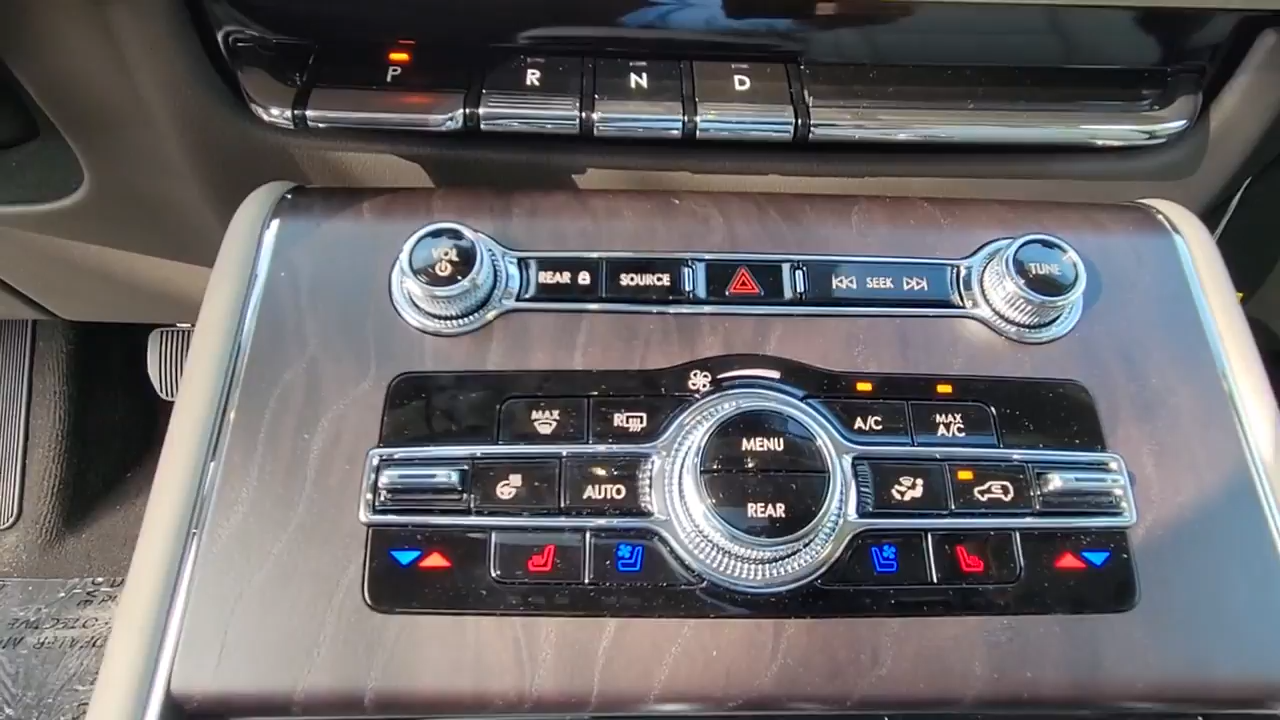 P R N D
VOL
REAR SOURCE SEEK TUNE
MAX R A/C MAX A/C
MENU
AUTO
REAR